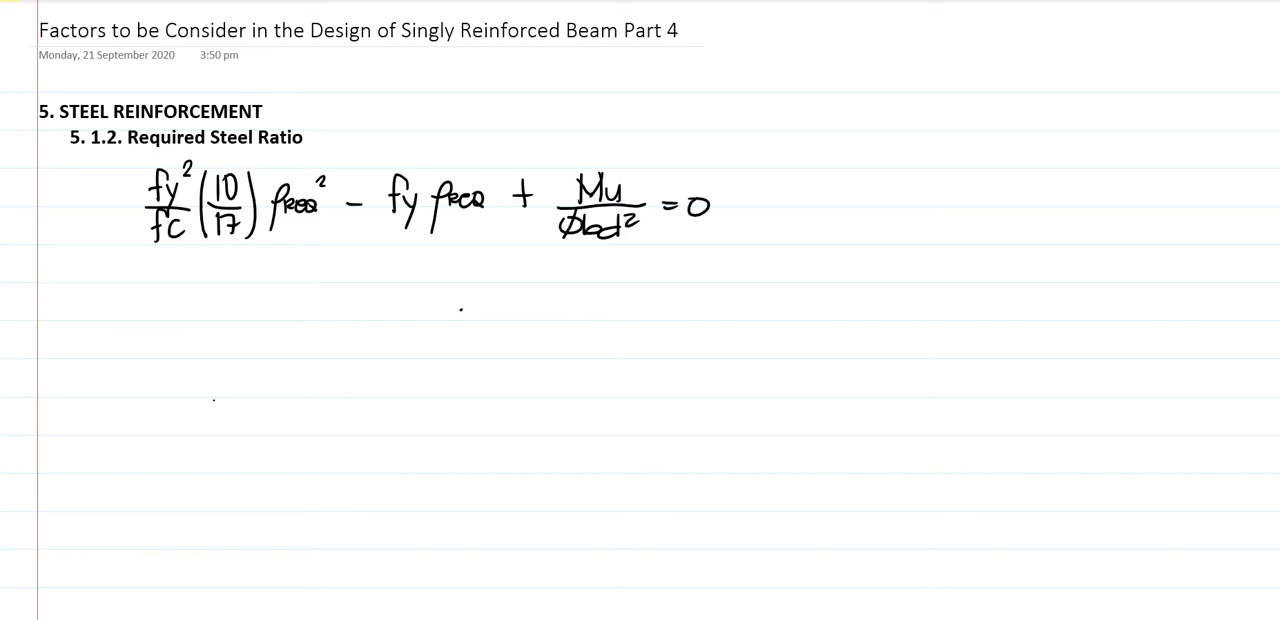 Factors to be Consider in the Design of Singly Reinforced Beam Part 4
Monday, 21 September 2020 3:50 pm
5. STEEL REINFORCEMENT
5. 1.2. Required Steel Ratio
fy²/fc (10/17) ρREQ² - fy ρREQ + Mu/Øbd² = 0